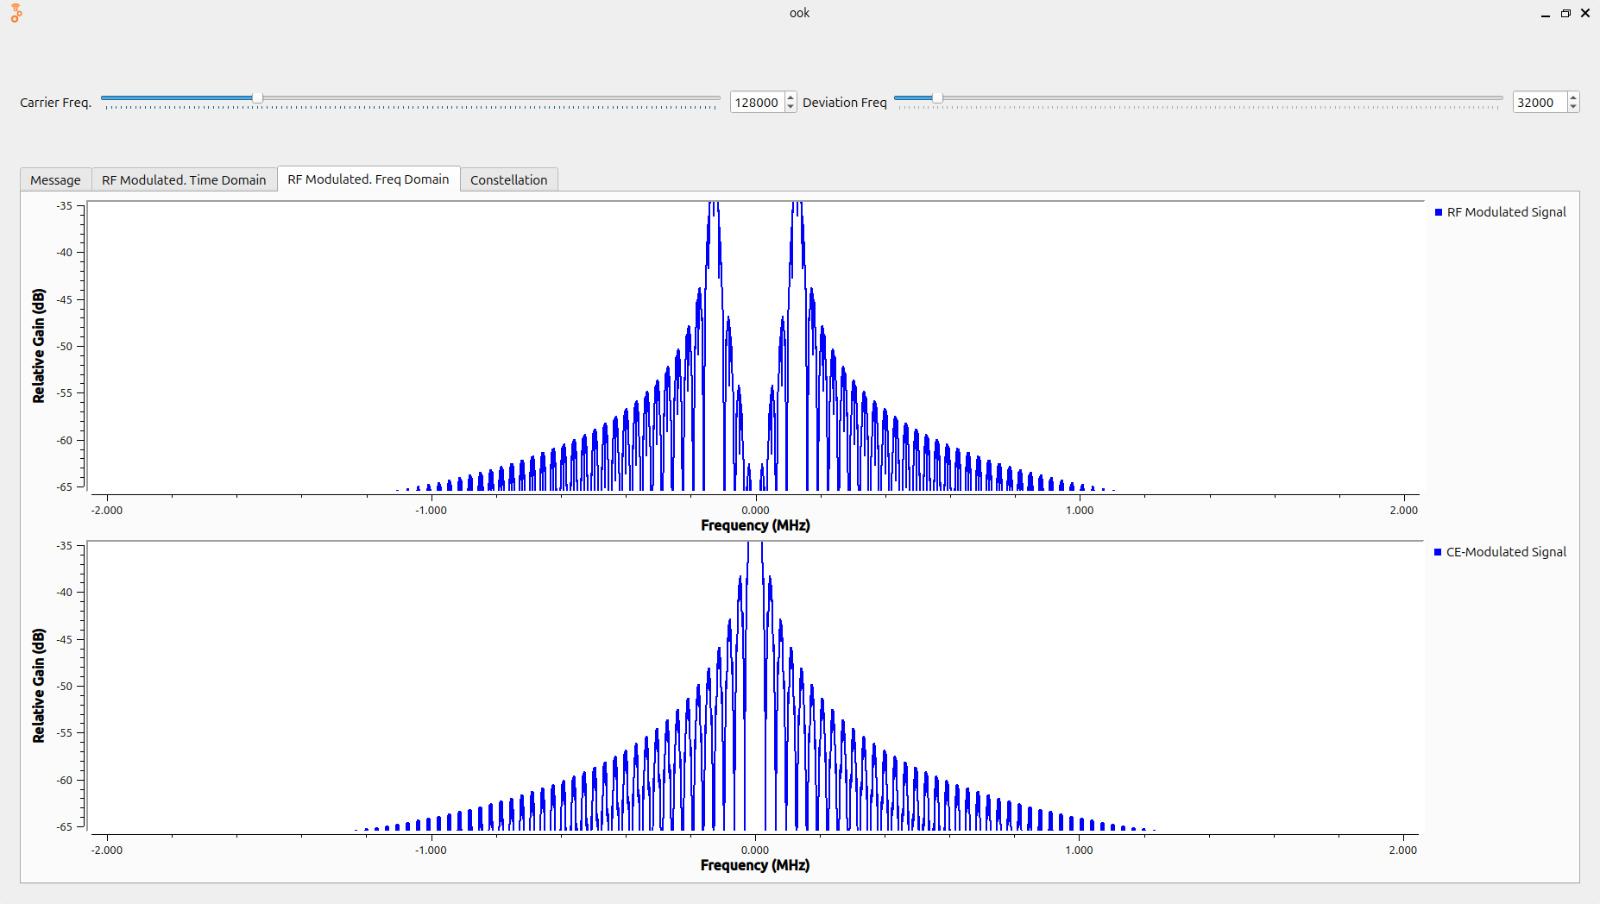 ook
Carrier Freq. 128000 Deviation Freq 32000
Message RF Modulated. Time Domain RF Modulated. Freq Domain Constellation
RF Modulated Signal
Relative Gain (dB)
-35
-40
-45
-50
-55
-60
-65
-2.000 -1.000 0.000 1.000 2.000
Frequency (MHz)
CE-Modulated Signal
Relative Gain (dB)
-35
-40
-45
-50
-55
-60
-65
-2.000 -1.000 0.000 1.000 2.000
Frequency (MHz)